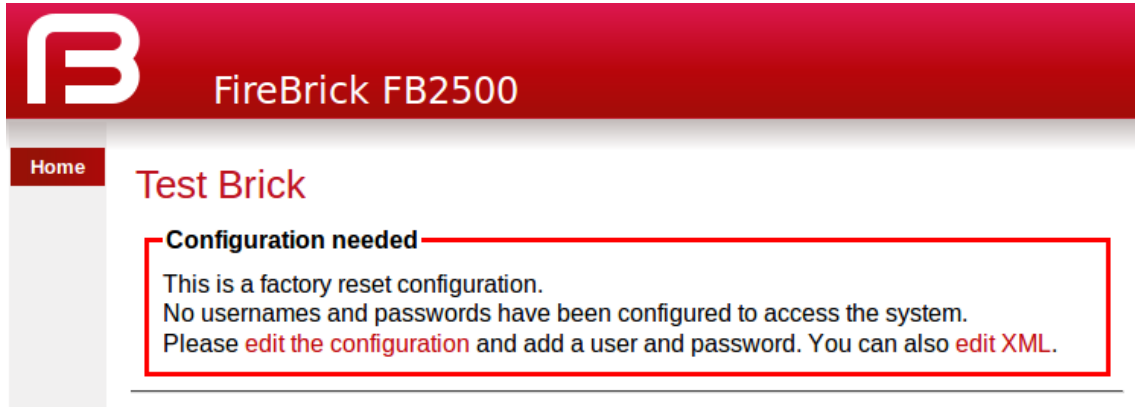 FireBrick FB2500
Home
Test Brick
Configuration needed
This is a factory reset configuration.
No usernames and passwords have been configured to access the system.
Please edit the configuration and add a user and password. You can also edit XML.